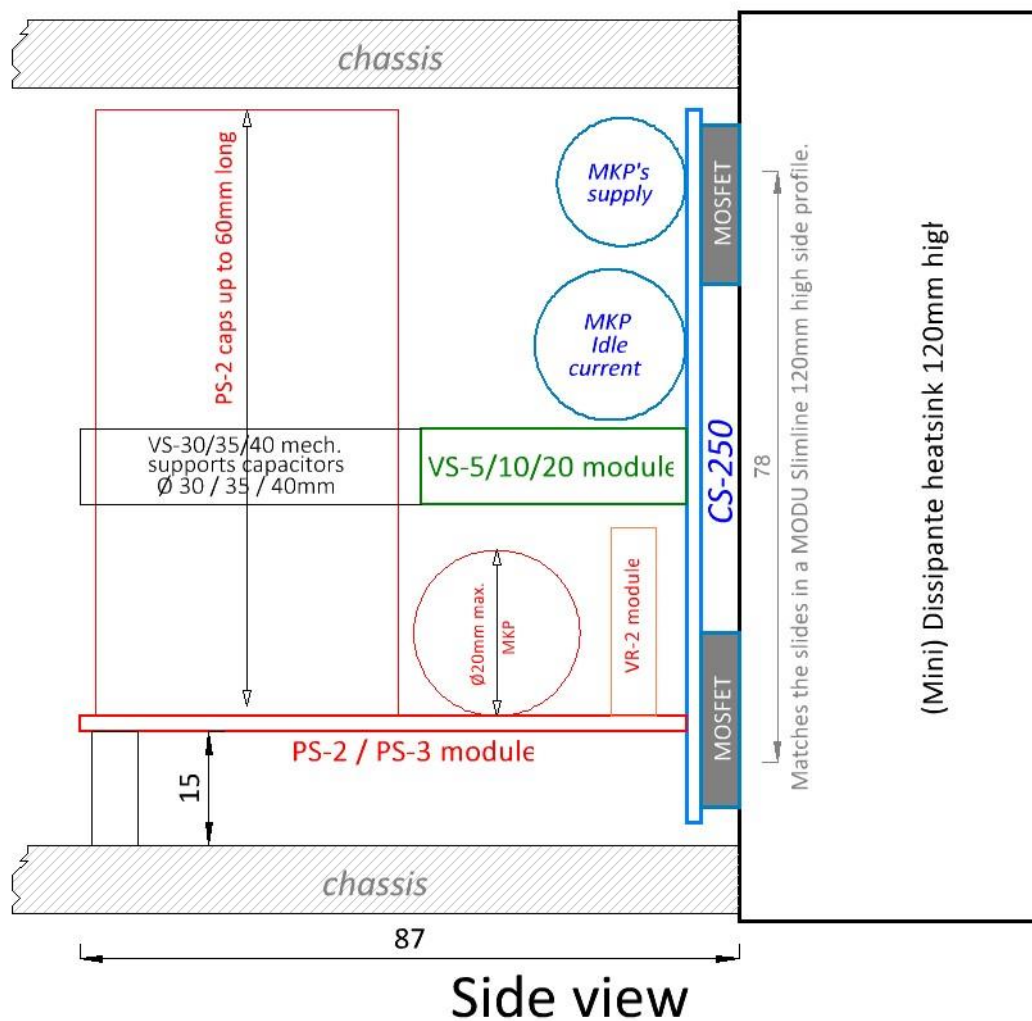 chassis
PS-2 caps up to 60mm long
MKP's
supply
MOSFET
MKP
Idle
current
VS-30/35/40 mech.
supports capacitors
Ø 30 / 35 / 40mm
VS-5/10/20 module
CS-250
78
Matches the slides in a MODU Slimline 120mm high side profile.
(Mini) Dissipante heatsink 120mm high
Ø20mm max.
MKP
VR-2 module
MOSFET
PS-2 / PS-3 module
15
chassis
87
Side view